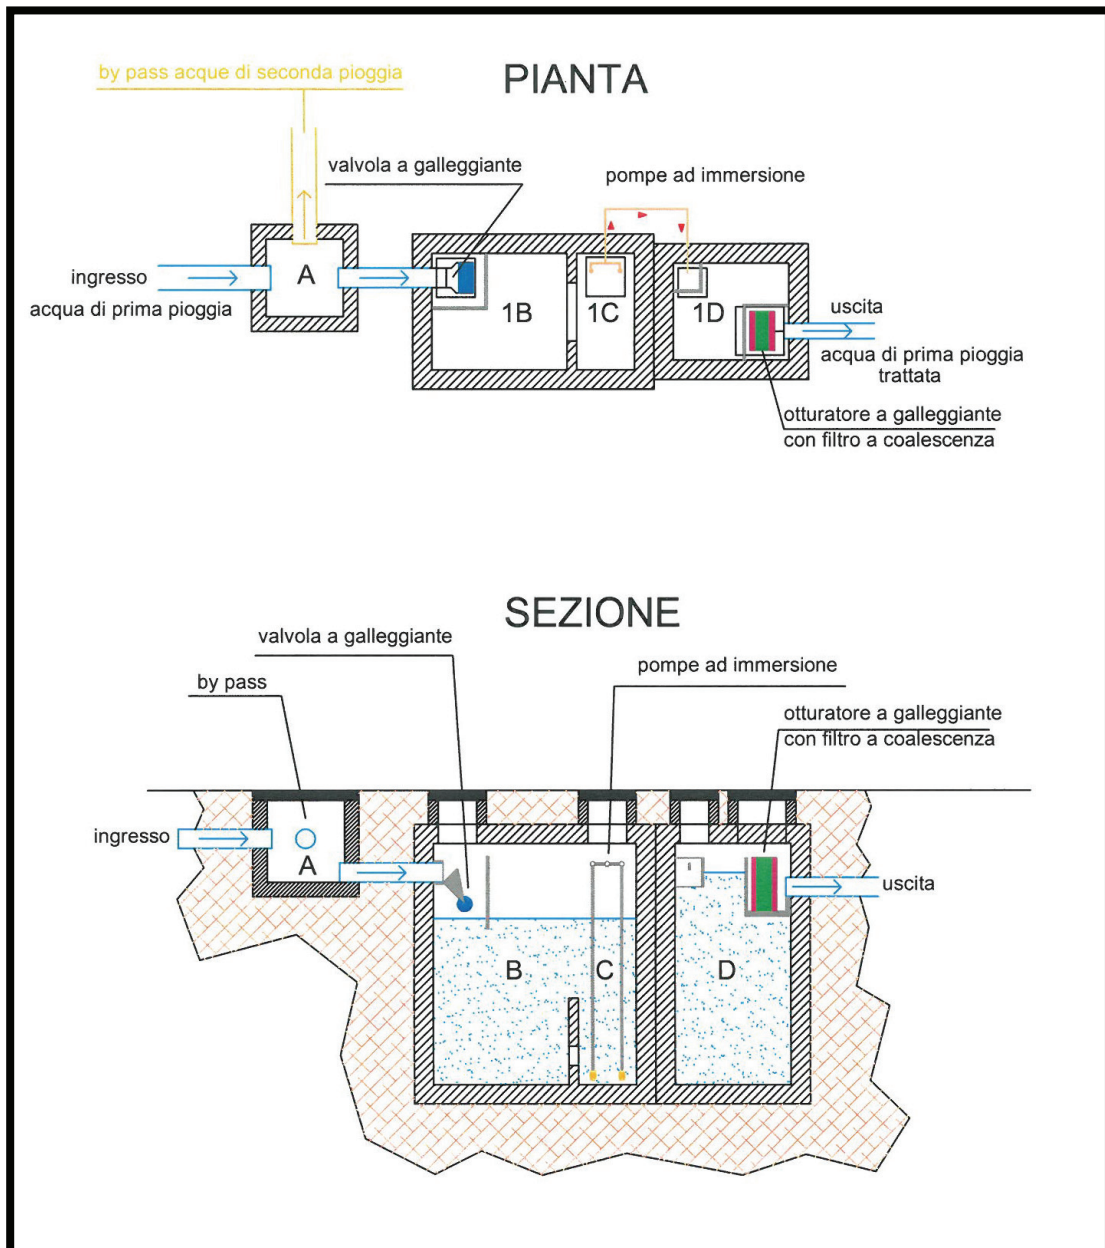 PIANTA
by pass acque di seconda pioggia
valvola a galleggiante
pompe ad immersione
ingresso
acqua di prima pioggia
A
1B
1C
1D
uscita
acqua di prima pioggia
trattata
otturatore a galleggiante
con filtro a coalescenza
SEZIONE
valvola a galleggiante
pompe ad immersione
by pass
otturatore a galleggiante
con filtro a coalescenza
ingresso
A
uscita
B
C
D